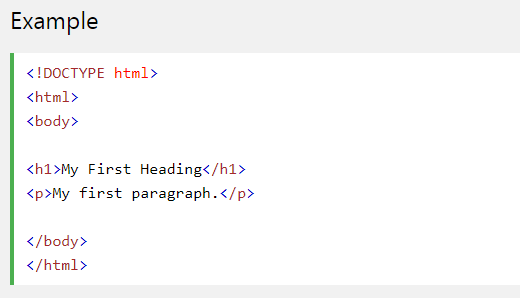 Example
<!DOCTYPE html>
<html>
<body>
<h1>My First Heading</h1>
<p>My first paragraph.</p>
</body>
</html>